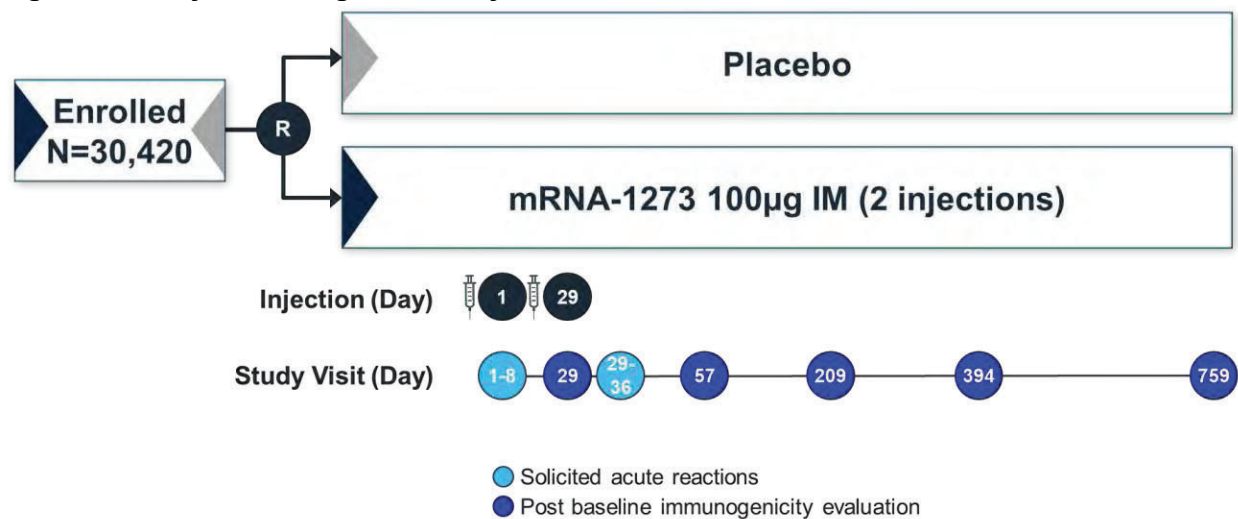 Placebo
Enrolled
N=30,420
R
mRNA-1273 100µg IM (2 injections)
Injection (Day) 1 29
Study Visit (Day) 1-8 29 29-36 57 209 394 759
Solicited acute reactions
Post baseline immunogenicity evaluation